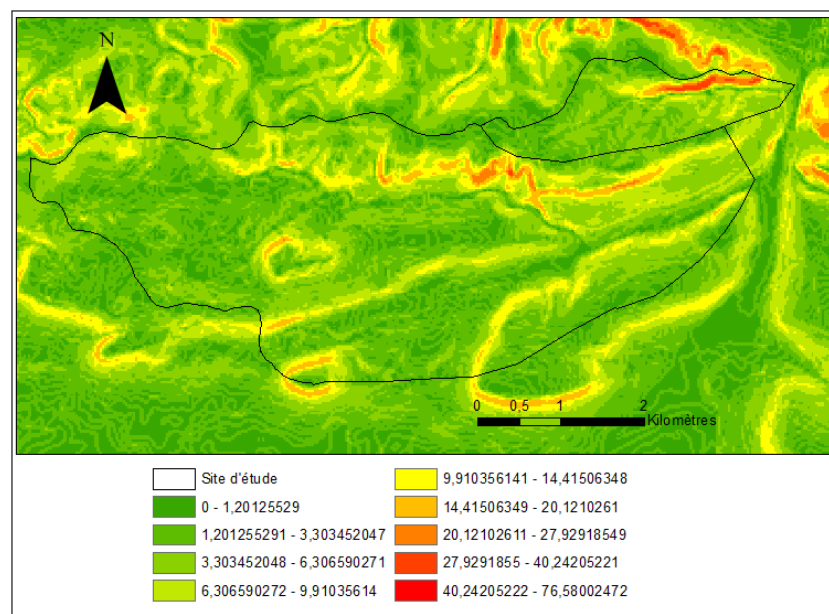 N
0 0,5 1 2
Kilomètres
Site d'étude
0 - 1,20125529
1,201255291 - 3,303452047
3,303452048 - 6,306590271
6,306590272 - 9,91035614
9,910356141 - 14,41506348
14,41506349 - 20,1210261
20,12102611 - 27,92918549
27,9291855 - 40,24205221
40,24205222 - 76,58002472